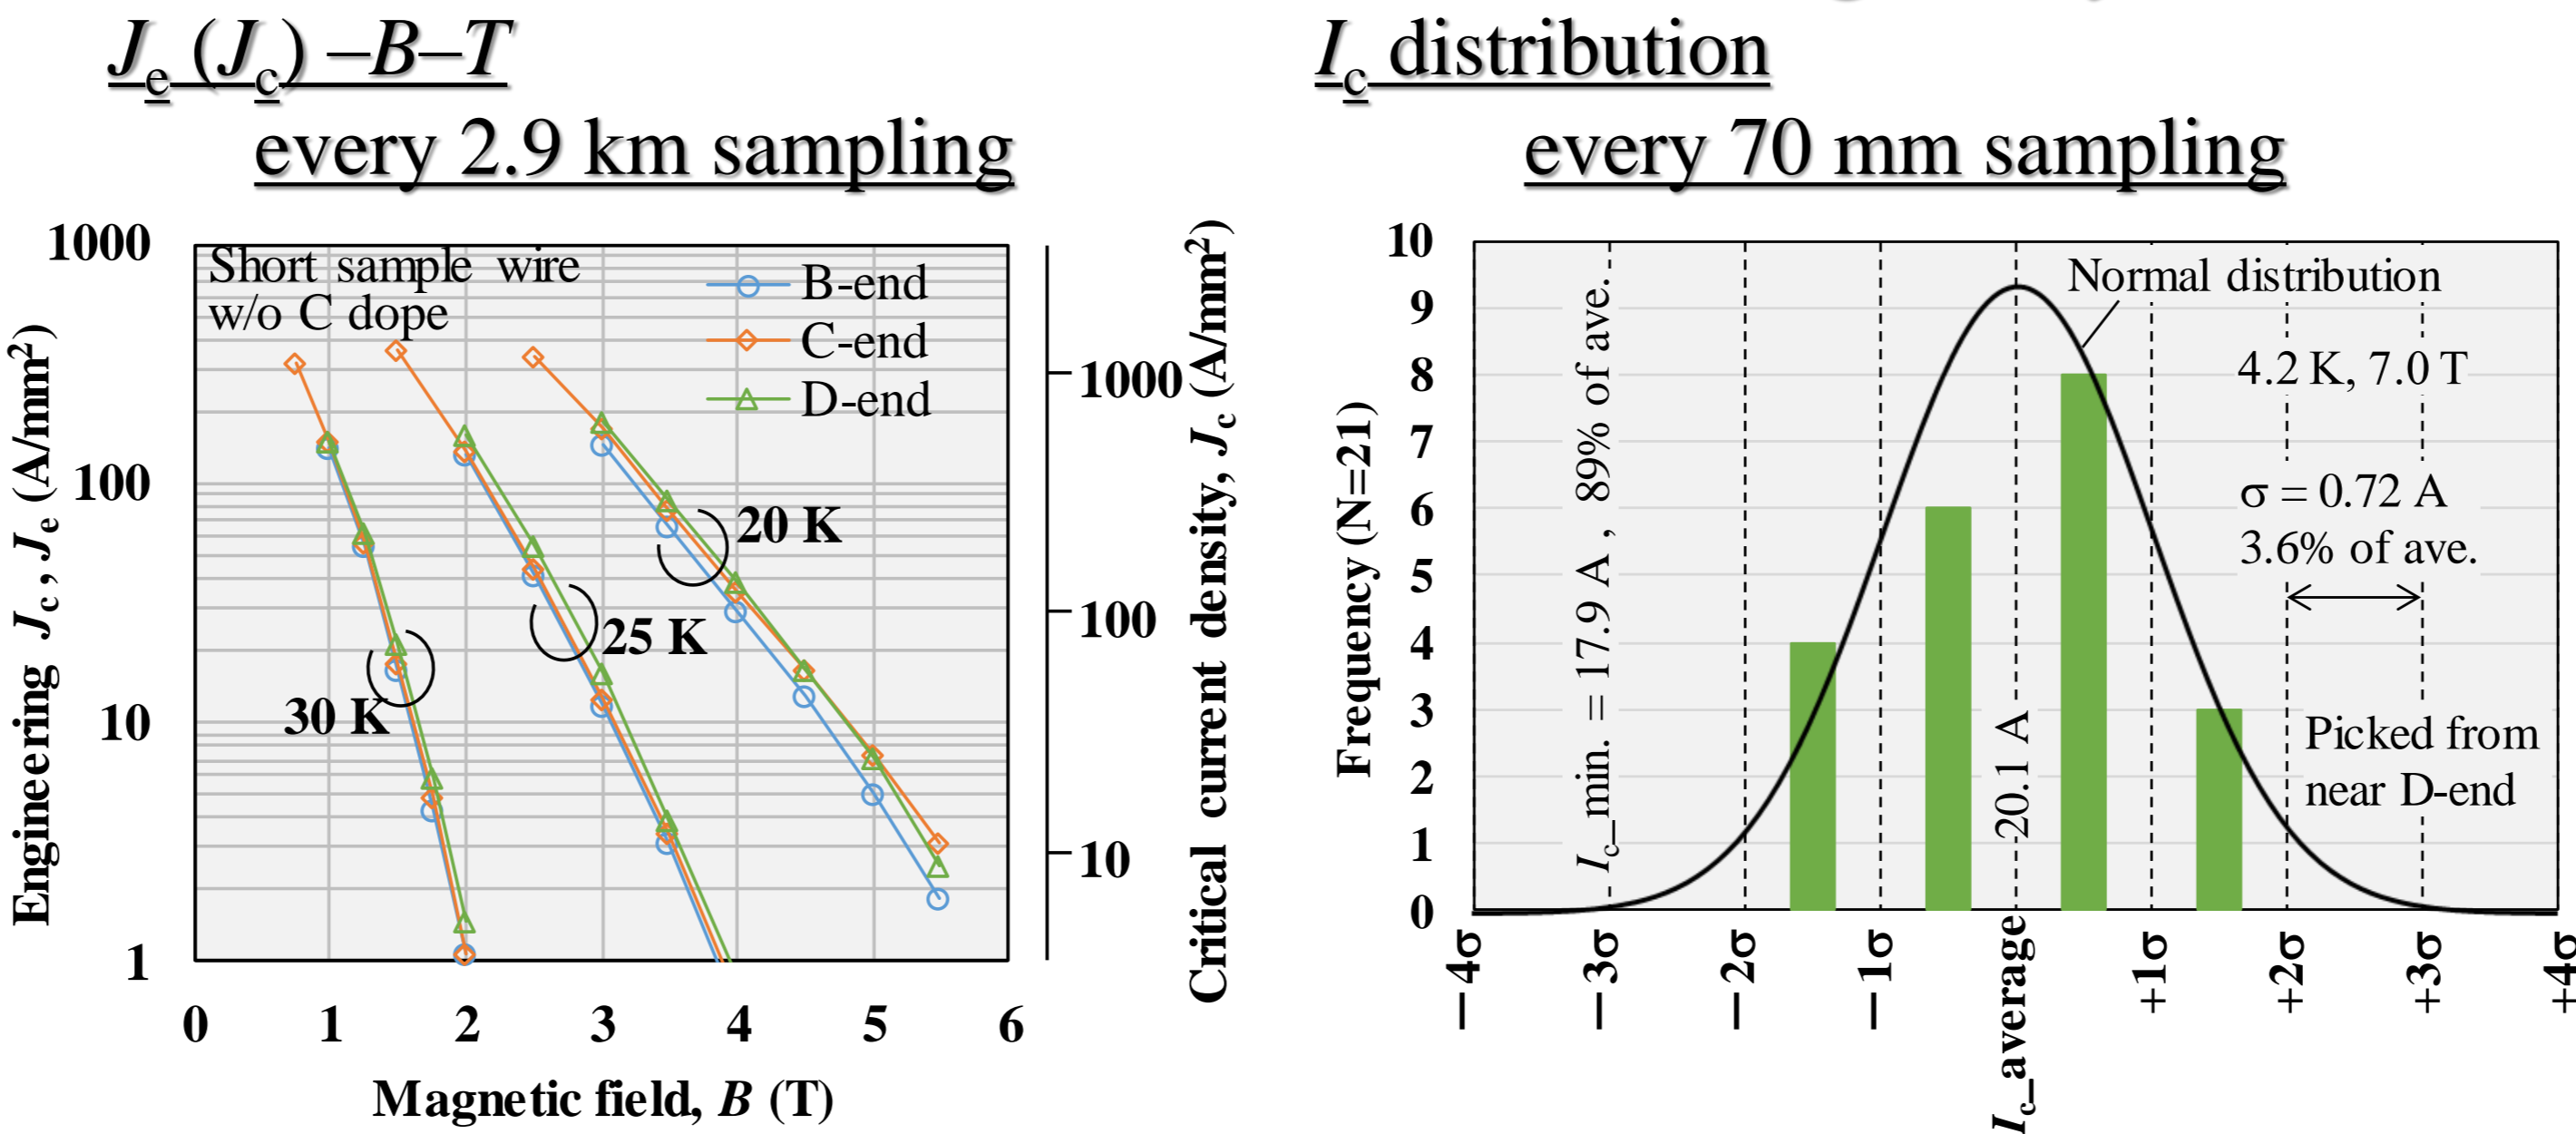 Je (Jc) –B–T
every 2.9 km sampling
Engineering Jc, Je (A/mm²)
1000
100
10
1
Short sample wire
w/o C dope
B-end
C-end
D-end
20 K
25 K
30 K
0 1 2 3 4 5 6
Magnetic field, B (T)
1000
100
10
Critical current density, Jc (A/mm²)
Ic distribution
every 70 mm sampling
Frequency (N=21)
10
9
8
7
6
5
4
3
2
1
0
Ic_min. = 17.9 A , 89% of ave.
20.1 A
Normal distribution
4.2 K, 7.0 T
σ = 0.72 A
3.6% of ave.
Picked from
near D-end
−4σ −3σ −2σ −1σ Ic_average +1σ +2σ +3σ +4σ